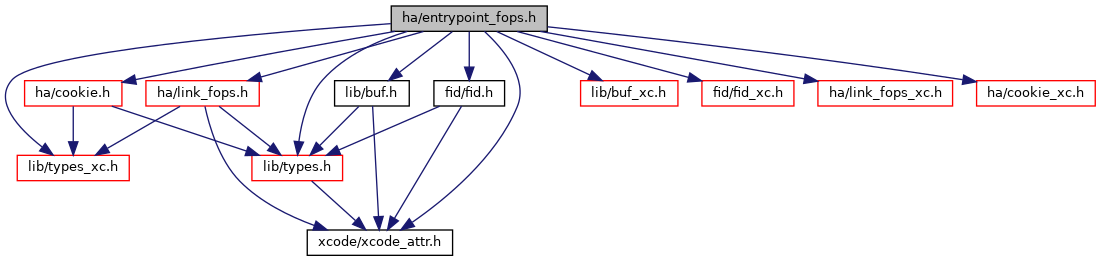 ha/entrypoint_fops.h
ha/cookie.h
ha/link_fops.h
lib/buf.h
fid/fid.h
lib/buf_xc.h
fid/fid_xc.h
ha/link_fops_xc.h
ha/cookie_xc.h
lib/types_xc.h
lib/types.h
xcode/xcode_attr.h